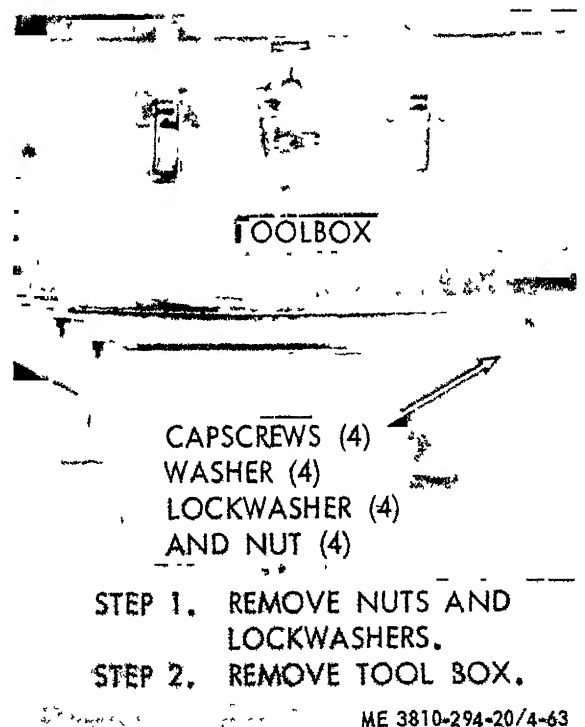 TOOLBOX
CAPSCREWS (4)
WASHER (4)
LOCKWASHER (4)
AND NUT (4)
STEP 1. REMOVE NUTS AND
LOCKWASHERS.
STEP 2. REMOVE TOOL BOX.
ME 3810-294-20/4-63